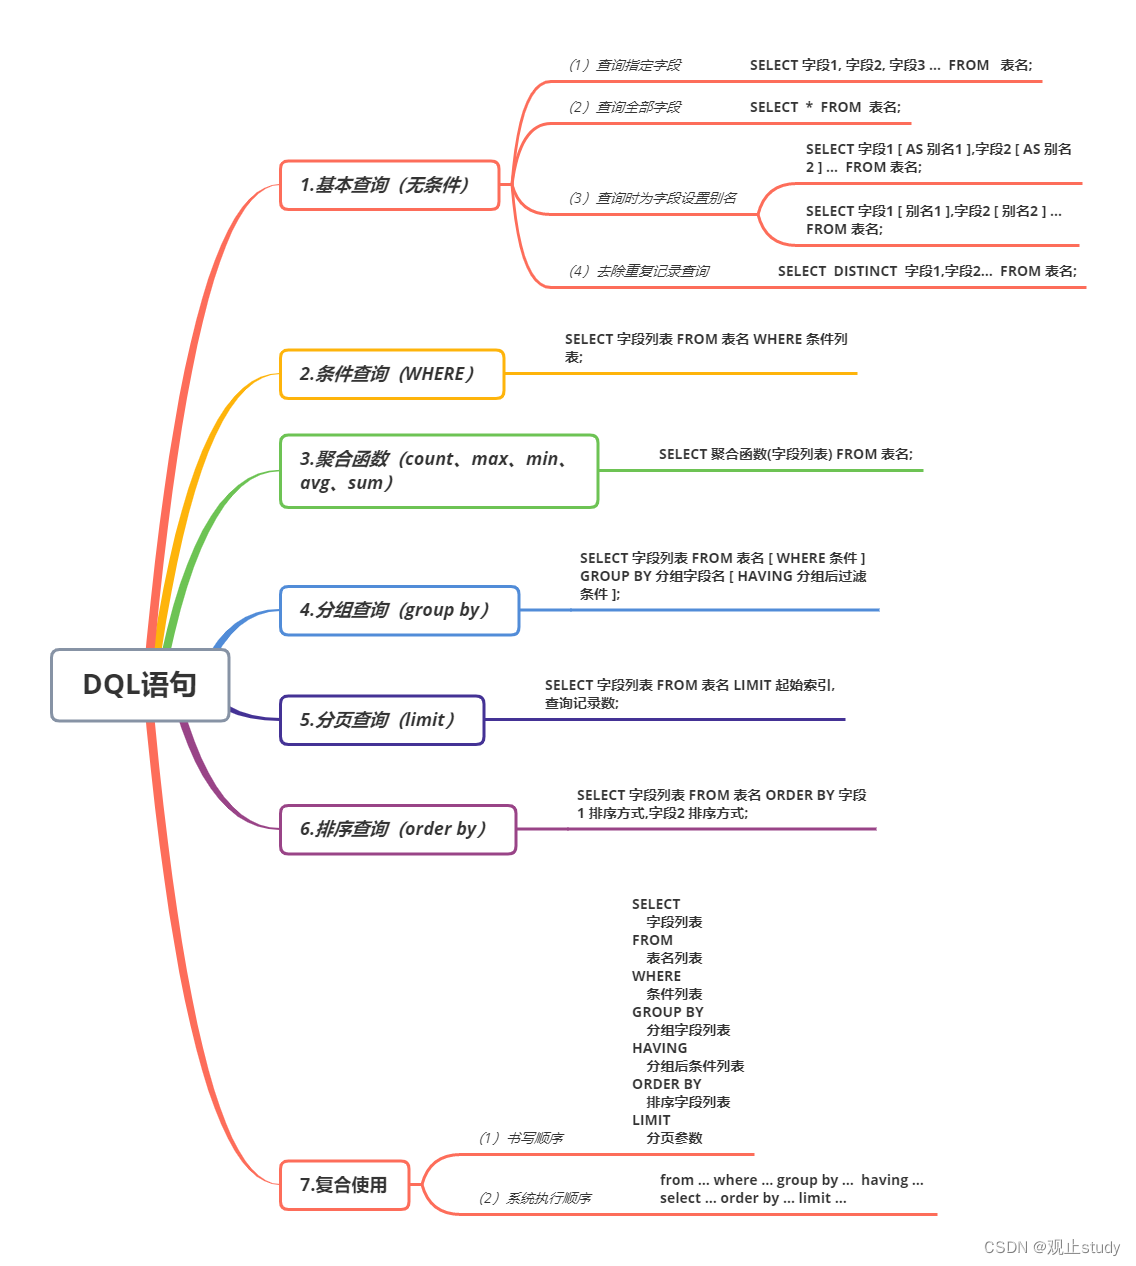 DQL语句
1.基本查询（无条件）
（1）查询指定字段
SELECT 字段1, 字段2, 字段3 ... FROM 表名;
（2）查询全部字段
SELECT * FROM 表名;
（3）查询时为字段设置别名
SELECT 字段1 [ AS 别名1 ],字段2 [ AS 别名
2 ] ... FROM 表名;
SELECT 字段1 [ 别名1 ],字段2 [ 别名2 ] ...
FROM 表名;
（4）去除重复记录查询
SELECT DISTINCT 字段1,字段2... FROM 表名;
2.条件查询（WHERE）
SELECT 字段列表 FROM 表名 WHERE 条件列
表;
3.聚合函数（count、max、min、
avg、sum）
SELECT 聚合函数(字段列表) FROM 表名;
4.分组查询（group by）
SELECT 字段列表 FROM 表名 [ WHERE 条件 ]
GROUP BY 分组字段名 [ HAVING 分组后过滤
条件 ];
5.分页查询（limit）
SELECT 字段列表 FROM 表名 LIMIT 起始索引,
查询记录数;
6.排序查询（order by）
SELECT 字段列表 FROM 表名 ORDER BY 字段
1 排序方式,字段2 排序方式;
7.复合使用
（1）书写顺序
SELECT
字段列表
FROM
表名列表
WHERE
条件列表
GROUP BY
分组字段列表
HAVING
分组后条件列表
ORDER BY
排序字段列表
LIMIT
分页参数
（2）系统执行顺序
from ... where ... group by ... having ...
select ... order by ... limit ...
CSDN @观止study